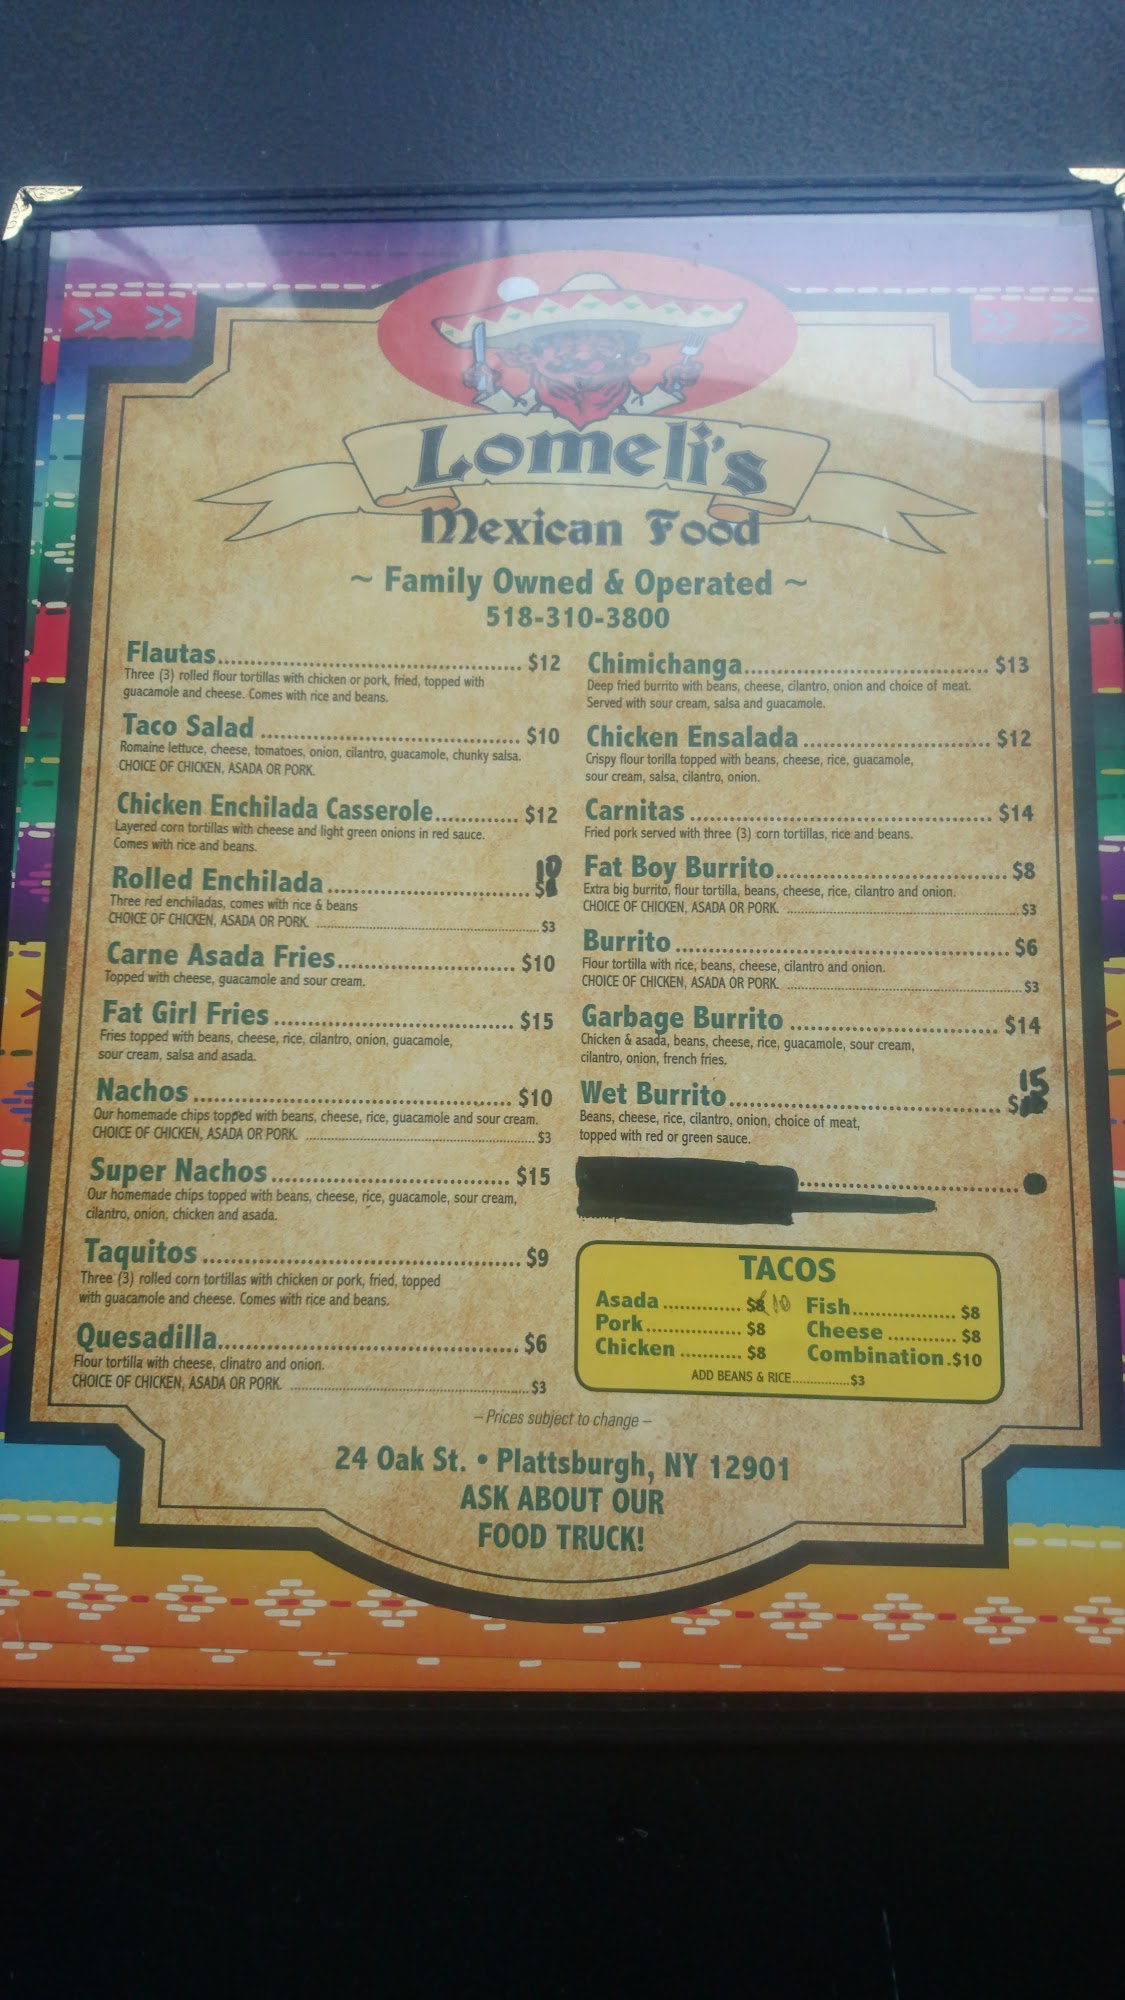 Lomeli's
Mexican Food
~ Family Owned & Operated ~
518-310-3800
Flautas.................... $12
Three (3) rolled flour tortillas with chicken or pork, fried, topped with
guacamole and cheese. Comes with rice and beans.
Taco Salad .................... $10
Romaine lettuce, cheese, tomatoes, onion, cilantro, guacamole, chunky salsa.
CHOICE OF CHICKEN, ASADA OR PORK.
Chicken Enchilada Casserole............ $12
Layered corn tortillas with cheese and light green onions in red sauce.
Comes with rice and beans.
Rolled Enchilada .................... $
Three red enchiladas, comes with rice & beans
CHOICE OF CHICKEN, ASADA OR PORK. .................... $3
Carne Asada Fries.................... $10
Topped with cheese, guacamole and sour cream.
Fat Girl Fries .................... $15
Fries topped with beans, cheese, rice, cilantro, onion, guacamole,
sour cream, salsa and asada.
Nachos .................... $10
Our homemade chips topped with beans, cheese, rice, guacamole and sour cream.
CHOICE OF CHICKEN, ASADA OR PORK. .................... $3
Super Nachos .................... $15
Our homemade chips topped with beans, cheese, rice, guacamole, sour cream,
cilantro, onion, chicken and asada.
Taquitos .................... $9
Three (3) rolled corn tortillas with chicken or pork, fried, topped
with guacamole and cheese. Comes with rice and beans.
Quesadilla.................... $6
Flour tortilla with cheese, clinatro and onion.
CHOICE OF CHICKEN, ASADA OR PORK. .................... $3
Chimichanga.................... $13
Deep fried burrito with beans, cheese, cilantro, onion and choice of meat.
Served with sour cream, salsa and guacamole.
Chicken Ensalada .................... $12
Crispy flour torilla topped with beans, cheese, rice, guacamole,
sour cream, salsa, cilantro, onion.
Carnitas .................... $14
Fried pork served with three (3) corn tortillas, rice and beans.
Fat Boy Burrito.................... $8
Extra big burrito, flour tortilla, beans, cheese, rice, cilantro and onion.
CHOICE OF CHICKEN, ASADA OR PORK. .................... $3
Burrito .................... $6
Flour tortilla with rice, beans, cheese, cilantro and onion.
CHOICE OF CHICKEN, ASADA OR PORK. .................... $3
Garbage Burrito .................... $14
Chicken & asada, beans, cheese, rice, guacamole, sour cream,
cilantro, onion, french fries.
Wet Burrito.................... $15
Beans, cheese, rice, cilantro, onion, choice of meat,
topped with red or green sauce.
TACOS
Asada ............. $8 10
Pork ............... $8
Chicken ........... $8
Fish................ $8
Cheese ............ $8
Combination.$10
ADD BEANS & RICE............... $3
– Prices subject to change –
24 Oak St. • Plattsburgh, NY 12901
ASK ABOUT OUR
FOOD TRUCK!